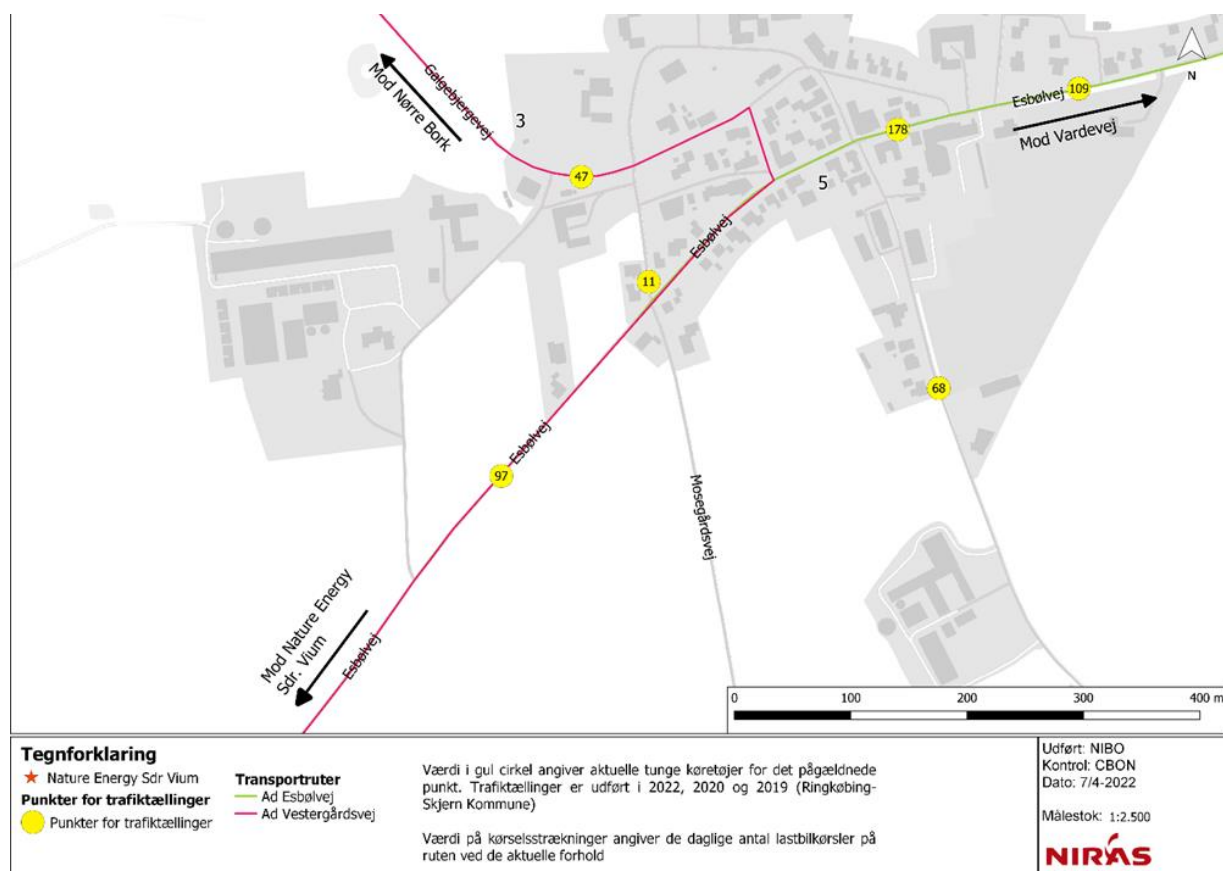 Galgebjergevej
Mod Nørre Bork
3
47
Esbølvej
109
178
Mod Vardevej
N
5
Esbølvej
11
68
Esbølvej
97
Mosegårdsvej
Mod Nature Energy
Sdr. Vium
Esbølvej
0 100 200 300 400 m
Tegnforklaring
Nature Energy Sdr Vium
Punkter for trafiktællinger
Punkter for trafiktællinger
Transportruter
Ad Esbølvej
Ad Vestergårdsvej
Værdi i gul cirkel angiver aktuelle tunge køretøjer for det pågældnede
punkt. Trafiktællinger er udført i 2022, 2020 og 2019 (Ringkøbing-
Skjern Kommune)
Værdi på kørselsstrækninger angiver de daglige antal lastbilkørsler på
ruten ved de aktuelle forhold
Udført: NIBO
Kontrol: CBON
Dato: 7/4-2022
Målestok: 1:2.500
NIRÁS